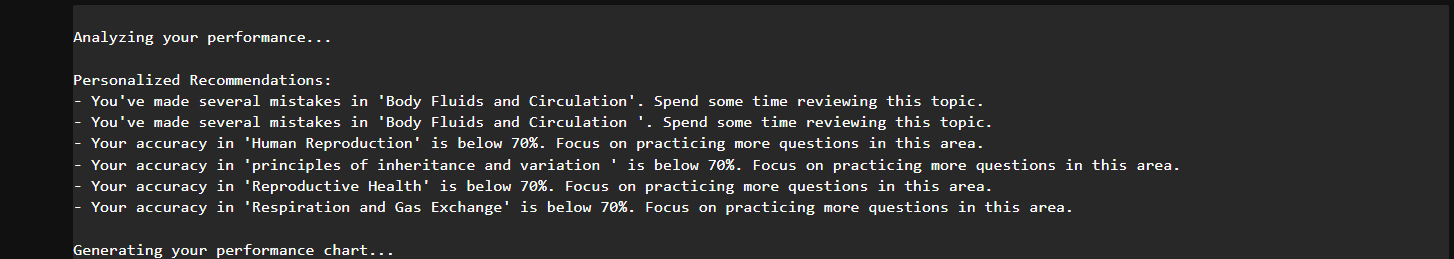 Analyzing your performance...
Personalized Recommendations:
- You've made several mistakes in 'Body Fluids and Circulation'. Spend some time reviewing this topic.
- You've made several mistakes in 'Body Fluids and Circulation '. Spend some time reviewing this topic.
- Your accuracy in 'Human Reproduction' is below 70%. Focus on practicing more questions in this area.
- Your accuracy in 'principles of inheritance and variation ' is below 70%. Focus on practicing more questions in this area.
- Your accuracy in 'Reproductive Health' is below 70%. Focus on practicing more questions in this area.
- Your accuracy in 'Respiration and Gas Exchange' is below 70%. Focus on practicing more questions in this area.
Generating your performance chart...